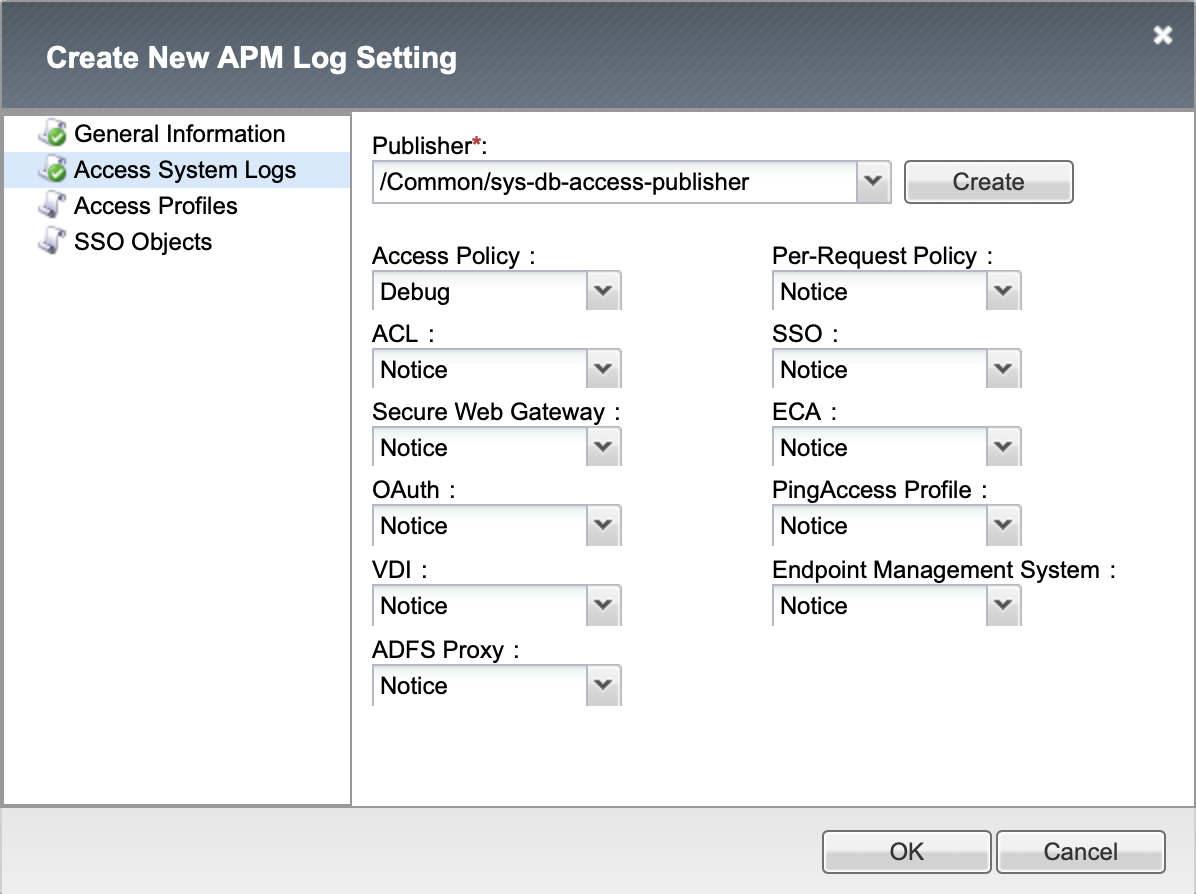 Create New APM Log Setting
General Information
Access System Logs
Access Profiles
SSO Objects
Publisher*:
/Common/sys-db-access-publisher
Create
Access Policy :
Debug
Per-Request Policy :
Notice
ACL :
Notice
SSO :
Notice
Secure Web Gateway :
Notice
ECA :
Notice
OAuth :
Notice
PingAccess Profile :
Notice
VDI :
Notice
Endpoint Management System :
Notice
ADFS Proxy :
Notice
OK
Cancel